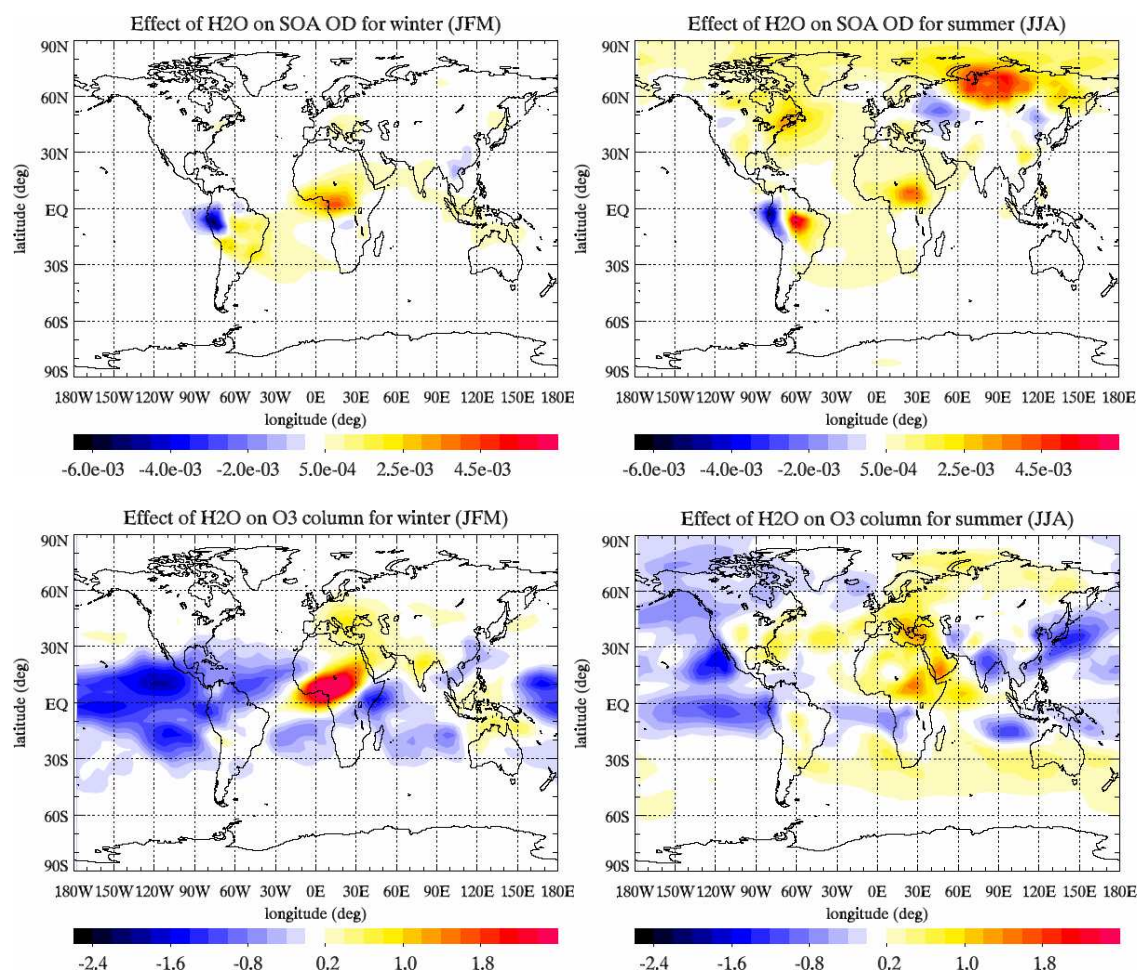 Effect of H2O on SOA OD for winter (JFM)
90N
60N
30N
EQ
30S
60S
90S
latitude (deg)
180W 150W 120W 90W 60W 30W 0E 30E 60E 90E 120E 150E 180E
longitude (deg)
-6.0e-03 -4.0e-03 -2.0e-03 5.0e-04 2.5e-03 4.5e-03
Effect of H2O on SOA OD for summer (JJA)
90N
60N
30N
EQ
30S
60S
90S
latitude (deg)
180W 150W 120W 90W 60W 30W 0E 30E 60E 90E 120E 150E 180E
longitude (deg)
-6.0e-03 -4.0e-03 -2.0e-03 5.0e-04 2.5e-03 4.5e-03
Effect of H2O on O3 column for winter (JFM)
90N
60N
30N
EQ
30S
60S
90S
latitude (deg)
180W 150W 120W 90W 60W 30W 0E 30E 60E 90E 120E 150E 180E
longitude (deg)
-2.4 -1.6 -0.8 0.2 1.0 1.8
Effect of H2O on O3 column for summer (JJA)
90N
60N
30N
EQ
30S
60S
90S
latitude (deg)
180W 150W 120W 90W 60W 30W 0E 30E 60E 90E 120E 150E 180E
longitude (deg)
-2.4 -1.6 -0.8 0.2 1.0 1.8